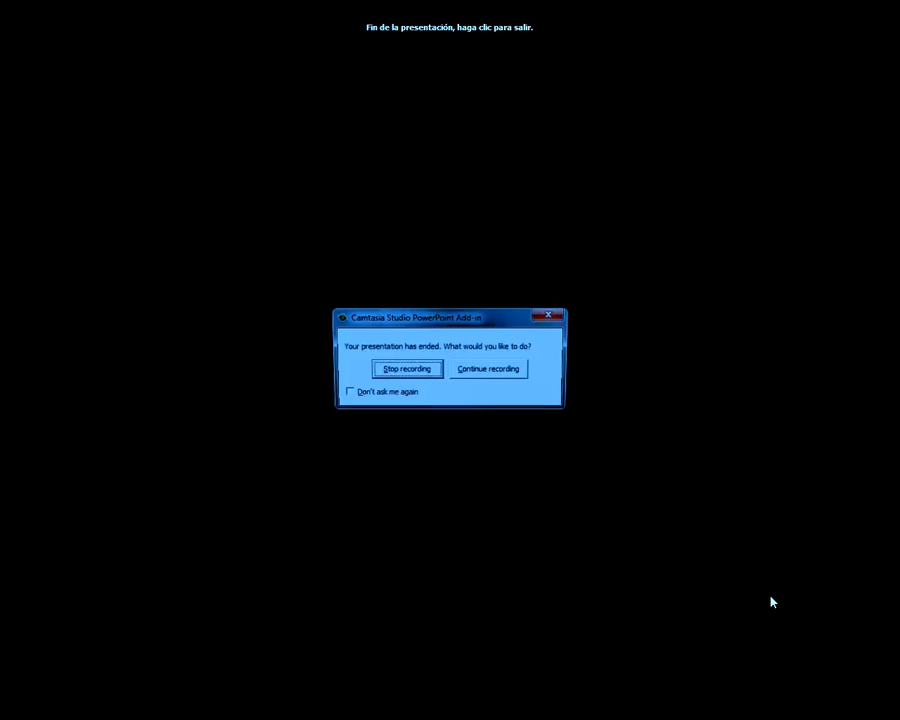 Fin de la presentación, haga clic para salir.
Camtasia Studio PowerPoint Add-in
Your presentation has ended. What would you like to do?
Stop recording
Continue recording
Don't ask me again